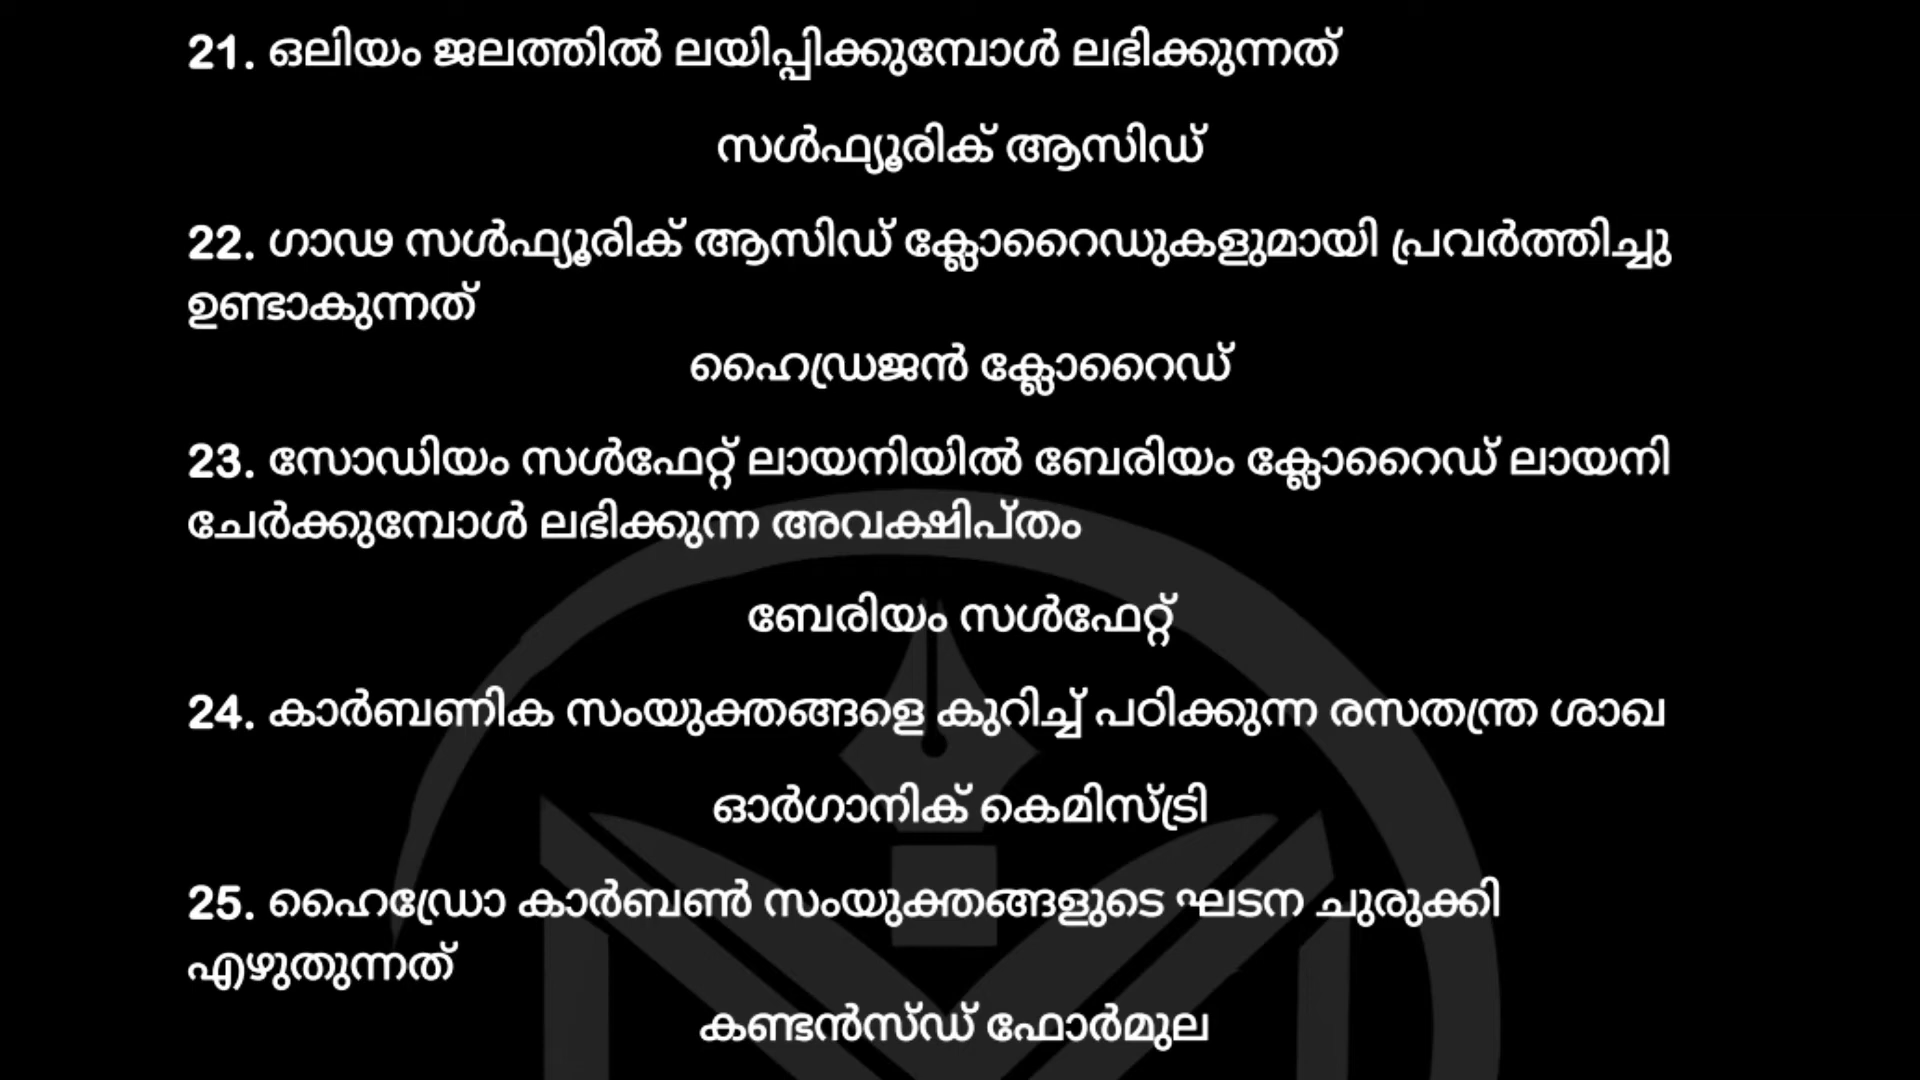 21. ഒലിയം ജലത്തിൽ ലയിപ്പിക്കുമ്പോൾ ലഭിക്കുന്നത്
സൾഫ്യൂരിക് ആസിഡ്
22. ഗാഢ സൾഫ്യൂരിക് ആസിഡ് ക്ലോറൈഡുകളുമായി പ്രവർത്തിച്ചു
ഉണ്ടാകുന്നത്
ഹൈഡ്രജൻ ക്ലോറൈഡ്
23. സോഡിയം സൾഫേറ്റ് ലായനിയിൽ ബേരിയം ക്ലോറൈഡ് ലായനി
ചേർക്കുമ്പോൾ ലഭിക്കുന്ന അവക്ഷിപ്തം
ബേരിയം സൾഫേറ്റ്
24. കാർബണിക സംയുക്തങ്ങളെ കുറിച്ച് പഠിക്കുന്ന രസതന്ത്ര ശാഖ
ഓർഗാനിക് കെമിസ്ട്രി
25. ഹൈഡ്രോ കാർബൺ സംയുക്തങ്ങളുടെ ഘടന ചുരുക്കി
എഴുതുന്നത്
കണ്ടൻസ്ഡ് ഫോർമുല